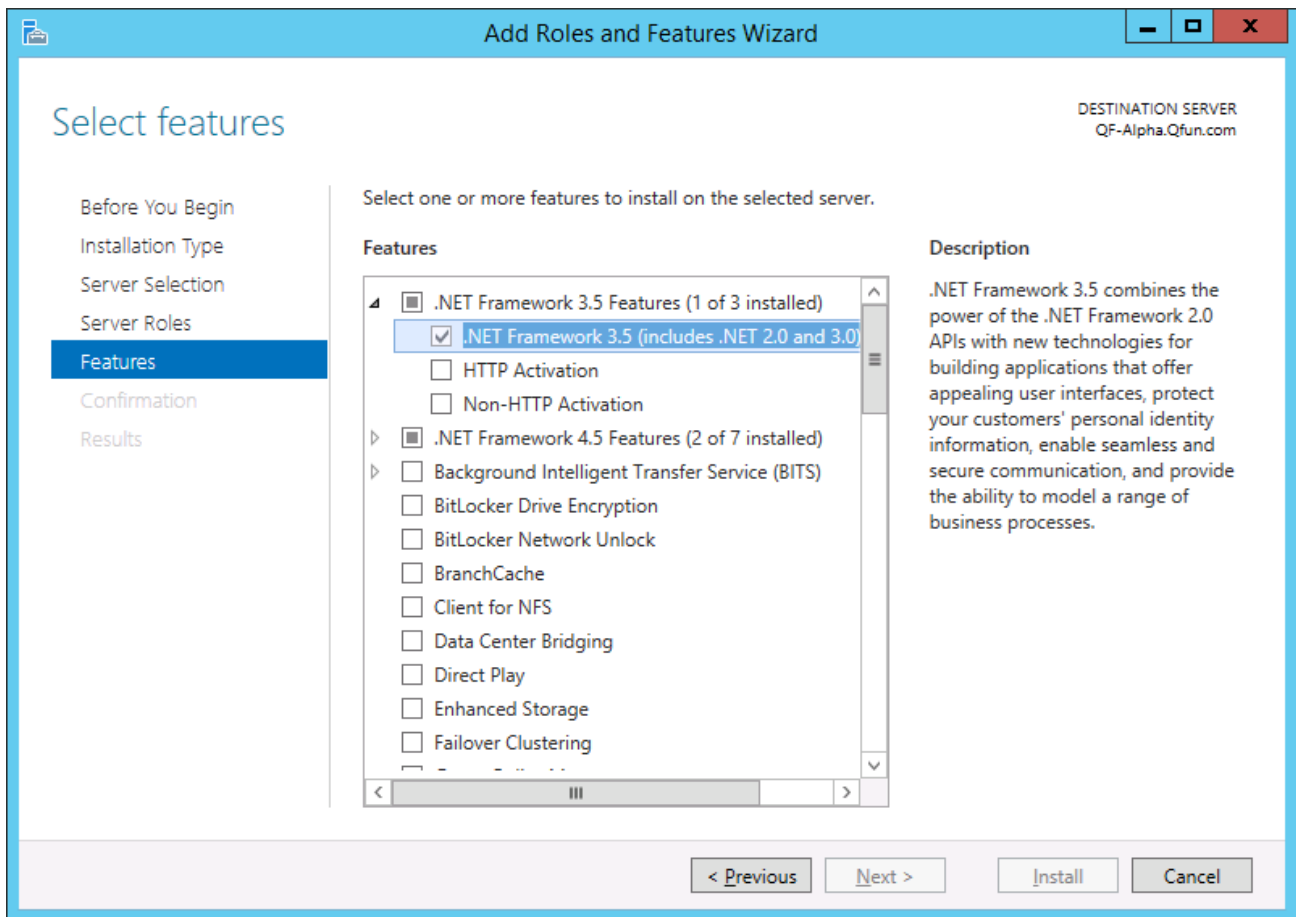 Add Roles and Features Wizard
Select features
DESTINATION SERVER
QF-Alpha.Qfun.com
Before You Begin
Installation Type
Server Selection
Server Roles
Features
Confirmation
Results
Select one or more features to install on the selected server.
Features
.NET Framework 3.5 Features (1 of 3 installed)
.NET Framework 3.5 (includes .NET 2.0 and 3.0)
HTTP Activation
Non-HTTP Activation
.NET Framework 4.5 Features (2 of 7 installed)
Background Intelligent Transfer Service (BITS)
BitLocker Drive Encryption
BitLocker Network Unlock
BranchCache
Client for NFS
Data Center Bridging
Direct Play
Enhanced Storage
Failover Clustering
Description
.NET Framework 3.5 combines the
power of the .NET Framework 2.0
APIs with new technologies for
building applications that offer
appealing user interfaces, protect
your customers' personal identity
information, enable seamless and
secure communication, and provide
the ability to model a range of
business processes.
< Previous
Next >
Install
Cancel